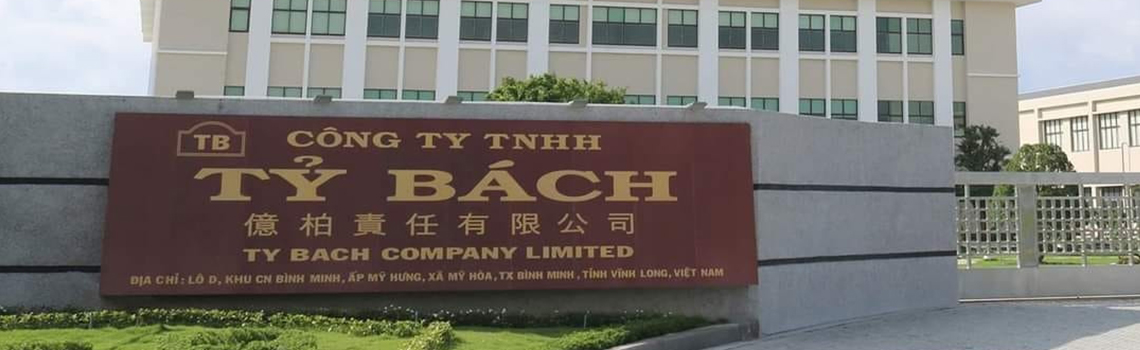 TB
CÔNG TY TNHH
TỶ BÁCH
億柏責任有限公司
TY BACH COMPANY LIMITED
ĐỊA CHỈ : LÔ D, KHU CN BÌNH MINH, ẤP MỸ HƯNG, XÃ MỸ HÒA, TX BÌNH MINH, TỈNH VĨNH LONG, VIỆT NAM